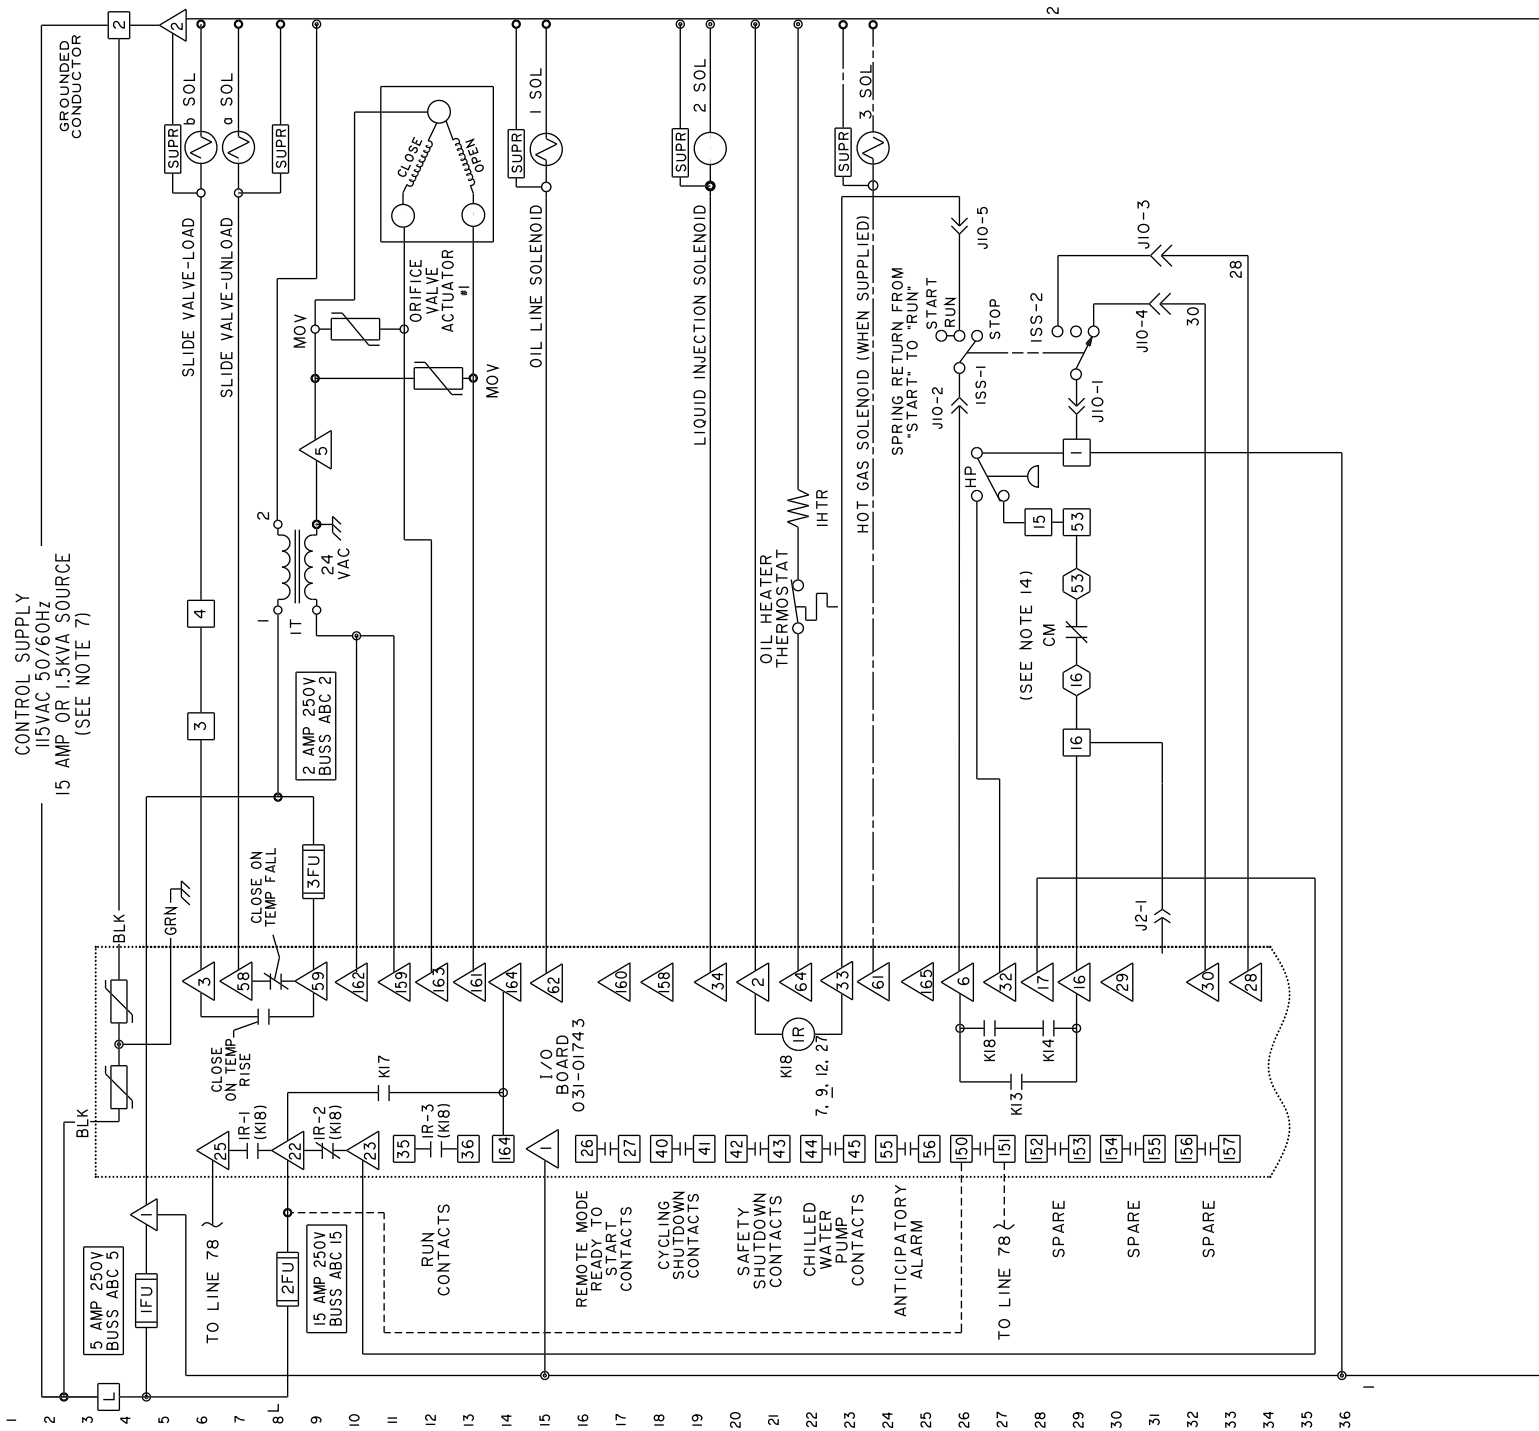 CONTROL SUPPLY
115VAC 50/60Hz
15 AMP OR 1.5KVA SOURCE
(SEE NOTE 7)
GROUNDED
CONDUCTOR
1
2
3
4
5
6
7
8
9
10
11
12
13
14
15
16
17
18
19
20
21
22
23
24
25
26
27
28
29
30
31
32
33
34
35
36
L
L
2
2
2
1
BLK
BLK
GRN
5 AMP 250V
BUSS ABC 5
1FU
1
TO LINE 78
2FU
15 AMP 250V
BUSS ABC 15
25
1R-1
(K18)
22
1R-2
(K18)
23
35
1R-3
(K18)
36
164
1
RUN
CONTACTS
CLOSE
ON TEMP
RISE
CLOSE ON
TEMP FALL
K17
3
58
59
162
159
163
161
164
62
160
158
34
2
64
33
61
165
6
32
17
16
29
30
28
3FU
2 AMP 250V
BUSS ABC 2
3
4
SLIDE VALVE-LOAD
SUPR
b SOL
SLIDE VALVE-UNLOAD
a SOL
SUPR
1
2
1T
24
VAC
5
MOV
MOV
ORIFICE
VALVE
ACTUATOR
#1
CLOSE
OPEN
OIL LINE SOLENOID
SUPR
1 SOL
I/O
BOARD
031-01743
REMOTE MODE
READY TO
START
CONTACTS
26
27
CYCLING
SHUTDOWN
CONTACTS
40
41
SAFETY
SHUTDOWN
CONTACTS
42
43
CHILLED
WATER
PUMP
CONTACTS
44
45
ANTICIPATORY
ALARM
55
56
TO LINE 78
150
151
SPARE
152
153
SPARE
154
155
SPARE
156
157
LIQUID INJECTION SOLENOID
SUPR
2 SOL
K18
1R
7, 9, 12, 27
OIL HEATER
THERMOSTAT
1HTR
HOT GAS SOLENOID (WHEN SUPPLIED)
SUPR
3 SOL
SPRING RETURN FROM
"START" TO "RUN"
START
RUN
STOP
J10-2
ISS-1
J10-5
K18
K14
K13
HP
15
53
53
(SEE NOTE 14)
CM
16
16
1
J10-1
ISS-2
J10-4
J10-3
J2-1
30
28